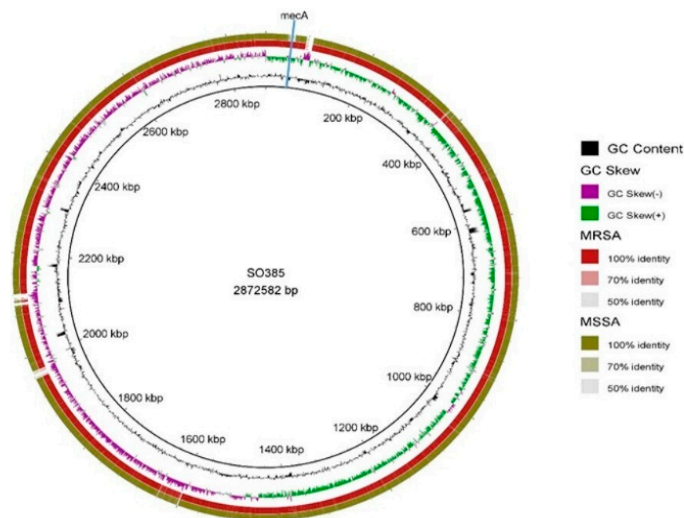 mecA
200 kbp
400 kbp
600 kbp
800 kbp
1000 kbp
1200 kbp
1400 kbp
1600 kbp
1800 kbp
2000 kbp
2200 kbp
2400 kbp
2600 kbp
2800 kbp
SO385
2872582 bp
GC Content
GC Skew
GC Skew(-)
GC Skew(+)
MRSA
100% identity
70% identity
50% identity
MSSA
100% identity
70% identity
50% identity